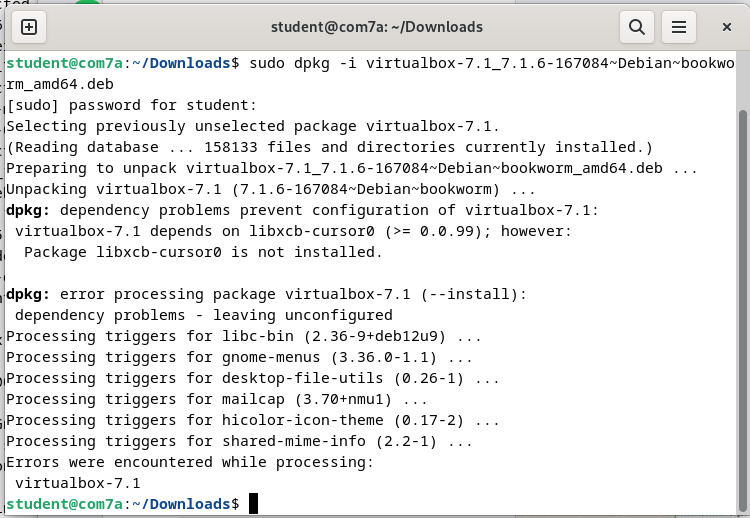 student@com7a: ~/Downloads
student@com7a:~/Downloads$ sudo dpkg -i virtualbox-7.1_7.1.6-167084~Debian~bookwo
rm_amd64.deb
[sudo] password for student:
Selecting previously unselected package virtualbox-7.1.
(Reading database ... 158133 files and directories currently installed.)
Preparing to unpack virtualbox-7.1_7.1.6-167084~Debian~bookworm_amd64.deb ...
Unpacking virtualbox-7.1 (7.1.6-167084~Debian~bookworm) ...
dpkg: dependency problems prevent configuration of virtualbox-7.1:
 virtualbox-7.1 depends on libxcb-cursor0 (>= 0.0.99); however:
  Package libxcb-cursor0 is not installed.

dpkg: error processing package virtualbox-7.1 (--install):
 dependency problems - leaving unconfigured
Processing triggers for libc-bin (2.36-9+deb12u9) ...
Processing triggers for gnome-menus (3.36.0-1.1) ...
Processing triggers for desktop-file-utils (0.26-1) ...
Processing triggers for mailcap (3.70+nmu1) ...
Processing triggers for hicolor-icon-theme (0.17-2) ...
Processing triggers for shared-mime-info (2.2-1) ...
Errors were encountered while processing:
 virtualbox-7.1
student@com7a:~/Downloads$